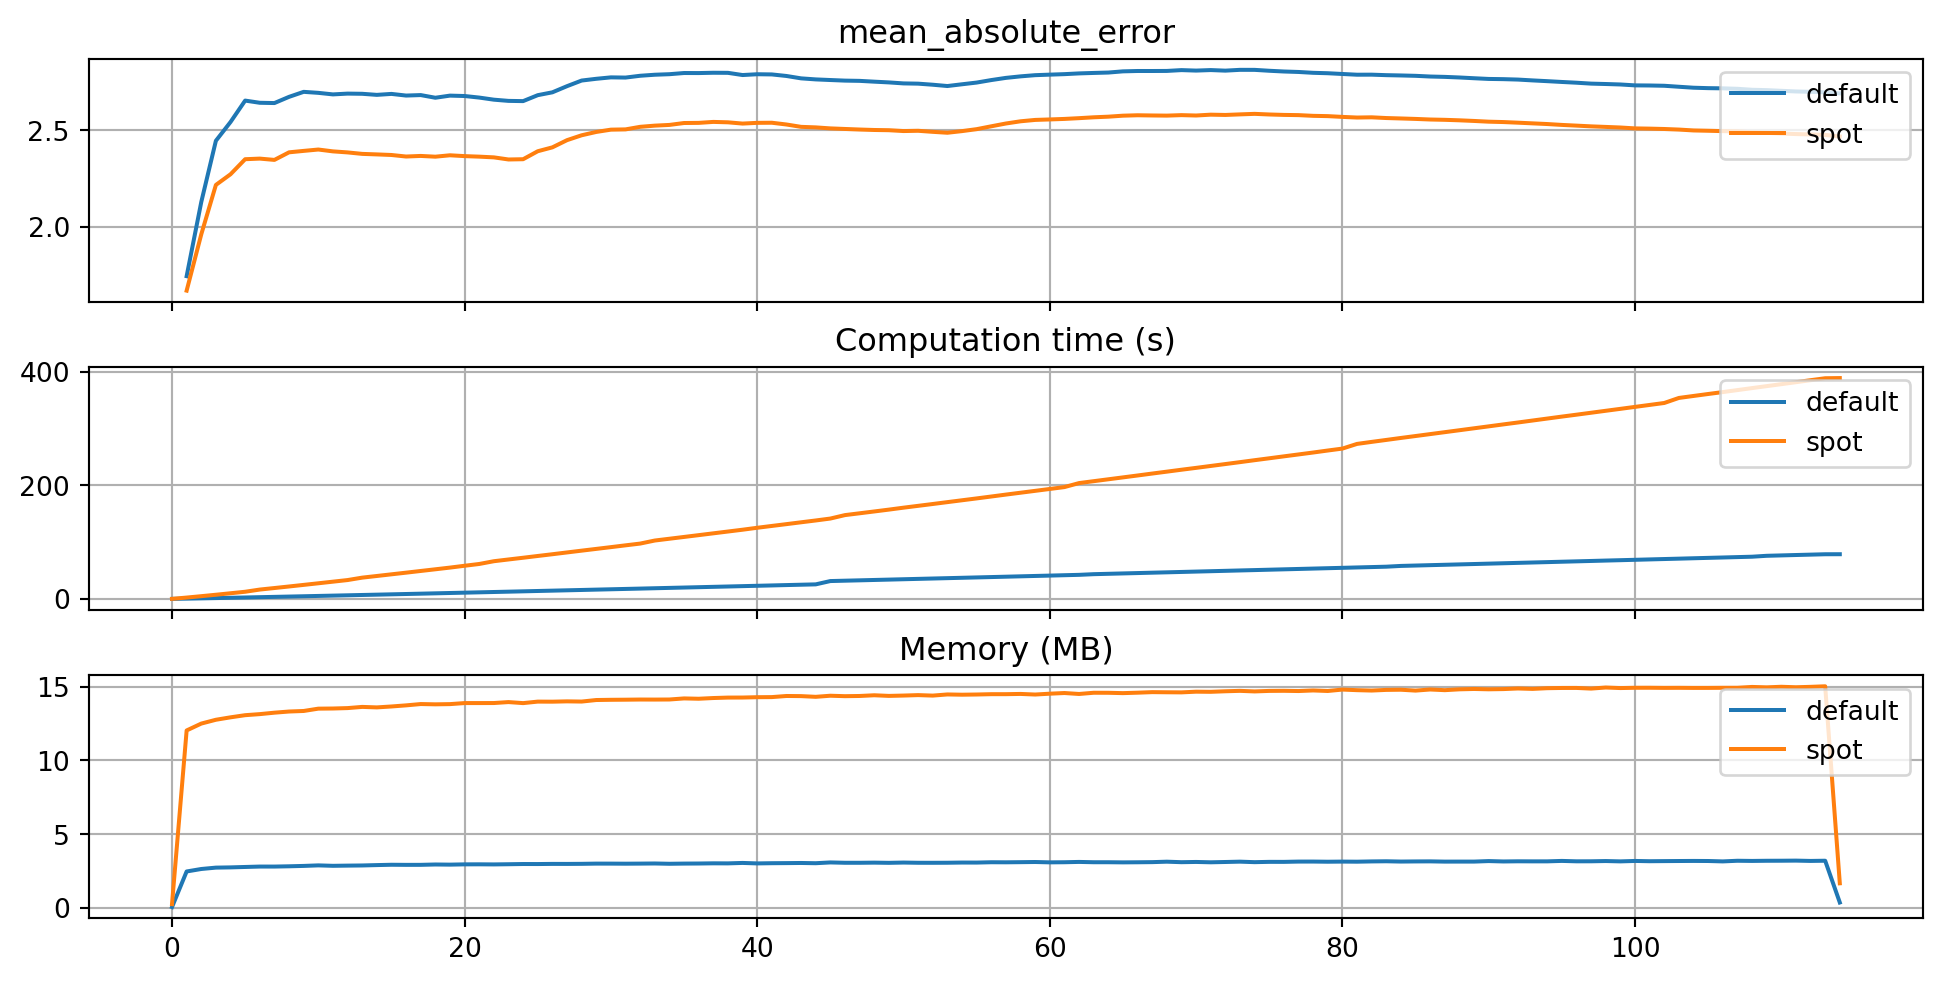 mean_absolute_error
2.5
2.0
default
spot
Computation time (s)
400
200
0
default
spot
Memory (MB)
15
10
5
0
default
spot
0 20 40 60 80 100